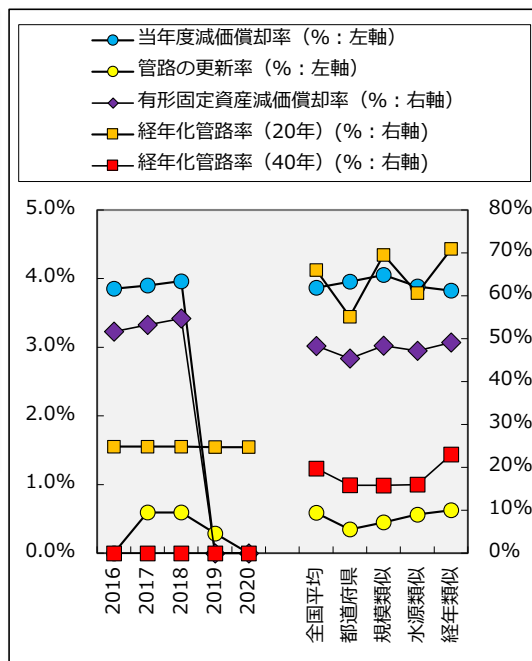 当年度減価償却率（%：左軸）
管路の更新率（%：左軸）
有形固定資産減価償却率（%：右軸）
経年化管路率（20年）(%：右軸)
経年化管路率（40年）(%：右軸)
5.0%
4.0%
3.0%
2.0%
1.0%
0.0%
80%
70%
60%
50%
40%
30%
20%
10%
0%
2016
2017
2018
2019
2020
全国平均
都道府県
規模類似
水源類似
経年類似